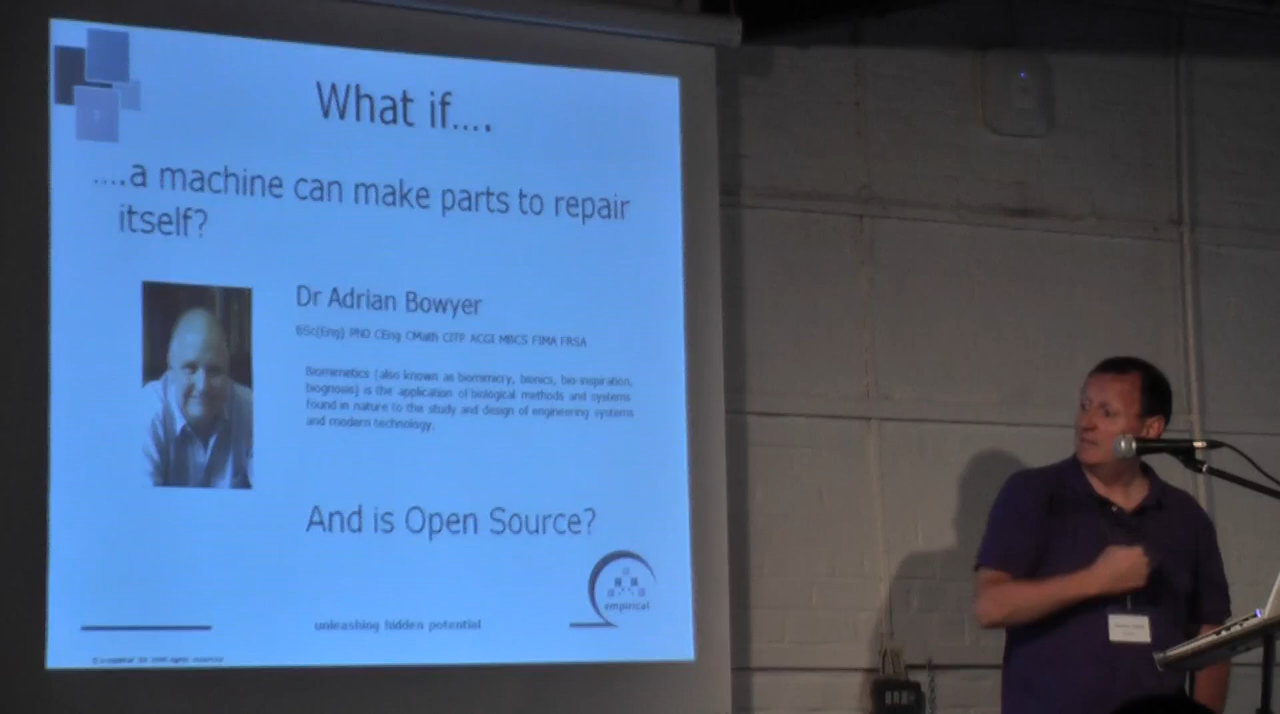 What if....
....a machine can make parts to repair
itself?
Dr Adrian Bowyer
BSc(Eng) PhD CEng CMath CITP ACGI MBCS FIMA FRSA
Biomimetics (also known as biomimicry, bionics, bio-inspiration,
biognosis) is the application of biological methods and systems
found in nature to the study and design of engineering systems
and modern technology.
And is Open Source?
empirical
unleashing hidden potential